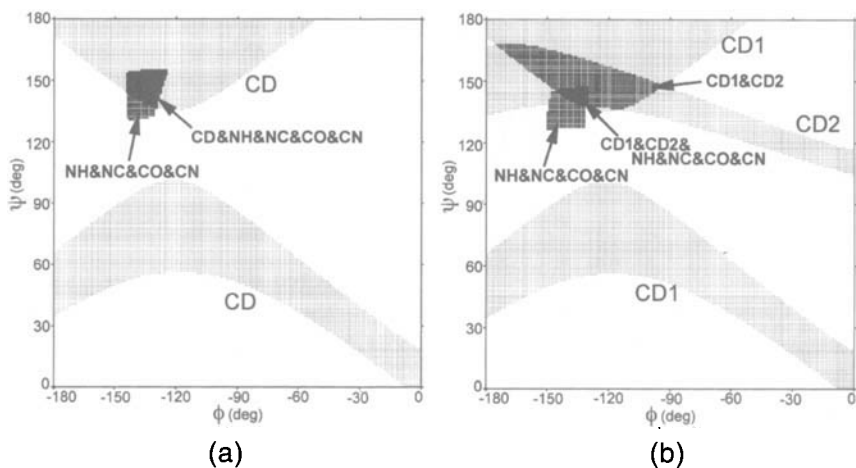 180
150
120
90
60
30
0
ψ (deg)
CD
CD&NH&NC&CO&CN
NH&NC&CO&CN
CD
-180 -150 -120 -90 -60 -30 0
ϕ (deg)
(a)
180
150
120
90
60
30
0
ψ (deg)
CD1
CD1&CD2
CD2
CD1&CD2&
NH&NC&CO&CN
NH&NC&CO&CN
CD1
-180 -150 -120 -90 -60 -30 0
ϕ (deg)
(b)